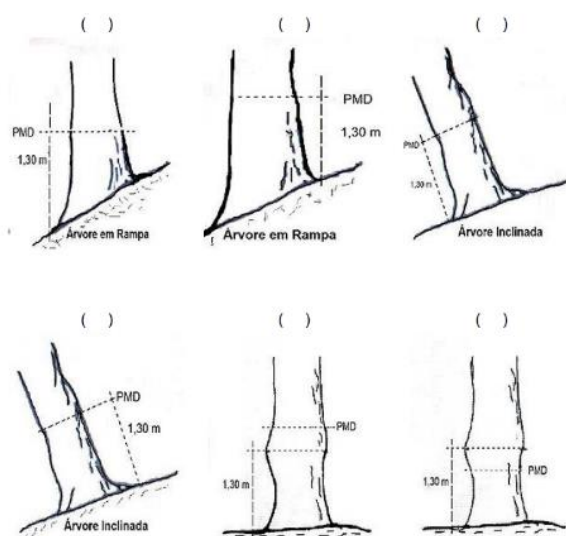 ( ) ( ) ( )
PMD
1,30 m
Árvore em Rampa
PMD
1,30 m
Árvore em Rampa
PMD
1,30 m
Árvore Inclinada
( ) ( ) ( )
PMD
1,30 m
Árvore Inclinada
PMD
1,30 m
PMD
1,30 m